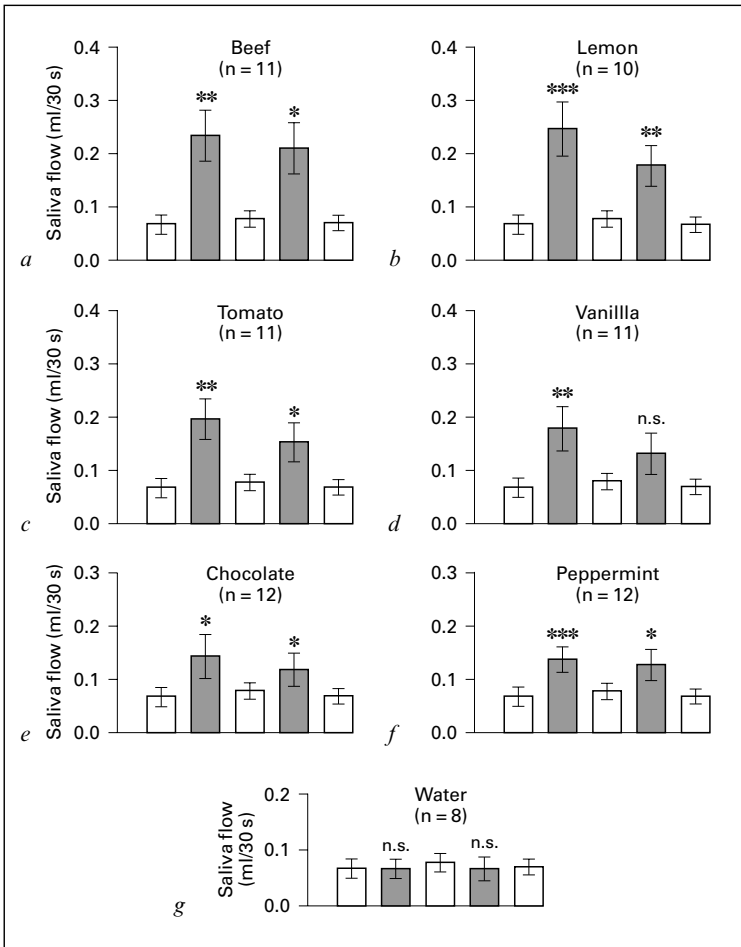 Beef
(n = 11)
Saliva flow (ml/30 s)
0.4
0.3
0.2
0.1
0.0
**
*
a
Lemon
(n = 10)
0.4
0.3
0.2
0.1
0.0
***
**
b
Tomato
(n = 11)
Saliva flow (ml/30 s)
0.4
0.3
0.2
0.1
0.0
**
*
c
Vanillla
(n = 11)
0.4
0.3
0.2
0.1
0.0
**
n.s.
d
Chocolate
(n = 12)
Saliva flow (ml/30 s)
0.3
0.2
0.1
0.0
*
*
e
Peppermint
(n = 12)
0.3
0.2
0.1
0.0
***
*
f
Water
(n = 8)
Saliva flow
(ml/30 s)
0.2
0.1
0.0
n.s.
n.s.
g